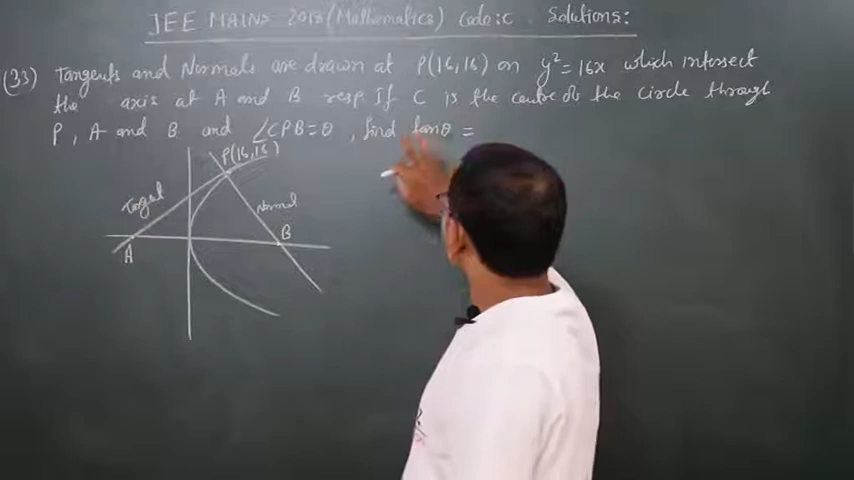 JEE MAINS 2018 (Mathematics) Code:C Solutions:
(33) Tangents and Normals are drawn at P(16,16) on y²=16x which intersect
the axis at A and B resp. If C is the centre of the circle through
P, A and B and ∠CPB=θ, find tanθ =
P(16,16)
Tangent
Normal
B
A